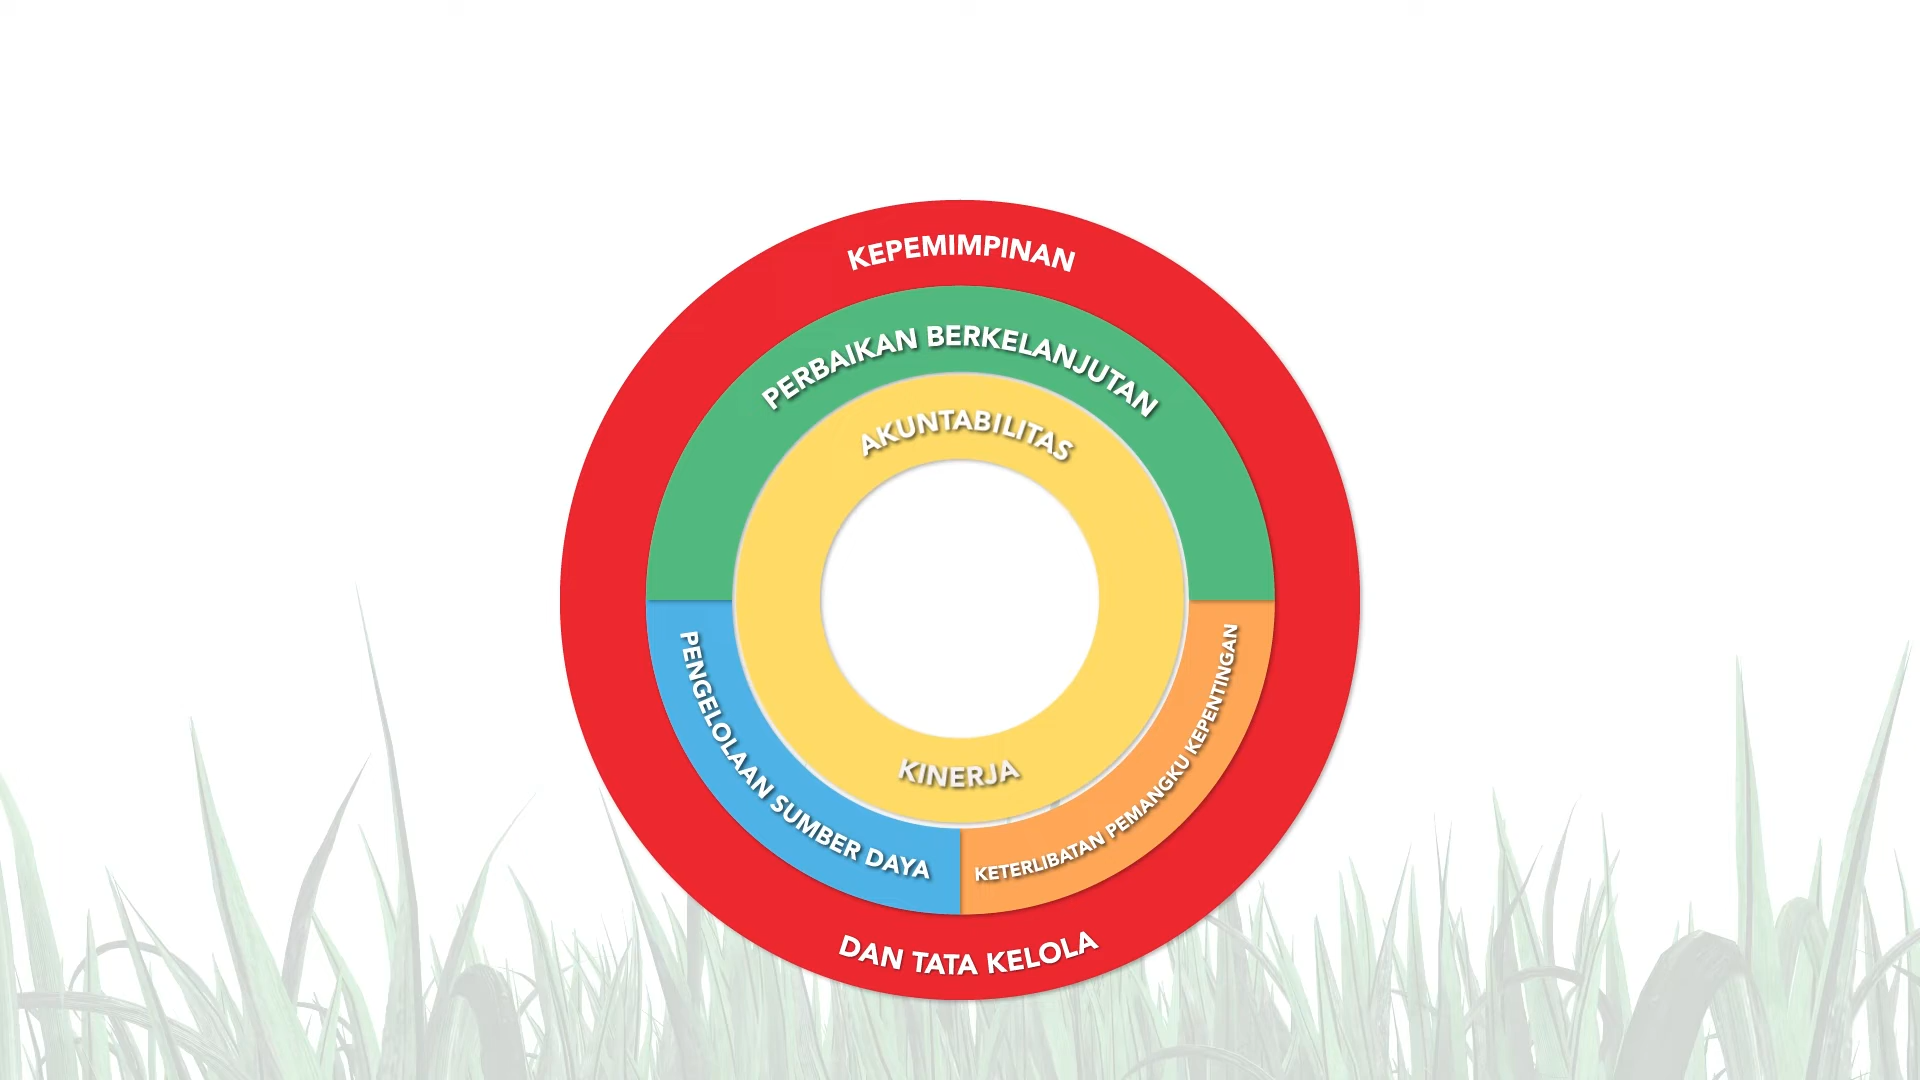 KEPEMIMPINAN
PERBAIKAN BERKELANJUTAN
AKUNTABILITAS
KINERJA
PENGELOLAAN SUMBER DAYA
KETERLIBATAN PEMANGKU KEPENTINGAN
DAN TATA KELOLA